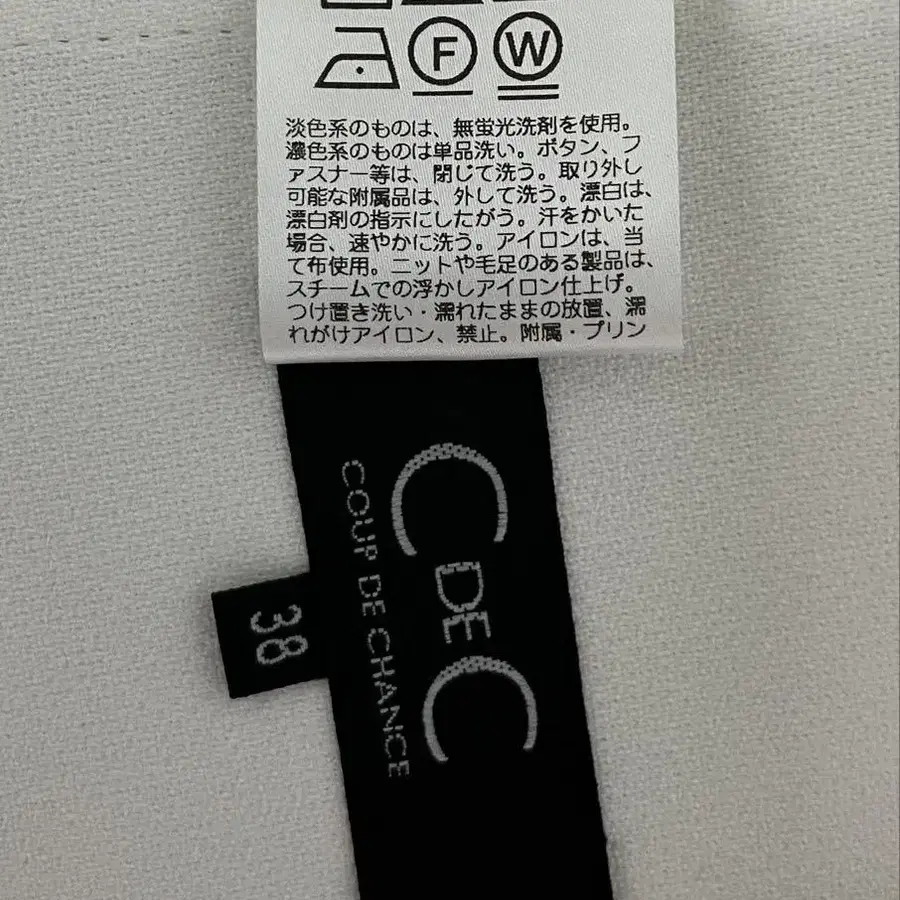 F W
淡色系のものは、無蛍光洗剤を使用。
濃色系のものは単品洗い。ボタン、フ
ァスナー等は、閉じて洗う。取り外し
可能な附属品は、外して洗う。漂白は、
漂白剤の指示にしたがう。汗をかいた
場合、速やかに洗う。アイロンは、当
て布使用。ニットや毛足のある製品は、
スチームでの浮かしアイロン仕上げ。
つけ置き洗い・濡れたままの放置、濡
れがけアイロン、禁止。附属・プリン
C DE C
COUP DE CHANCE
38